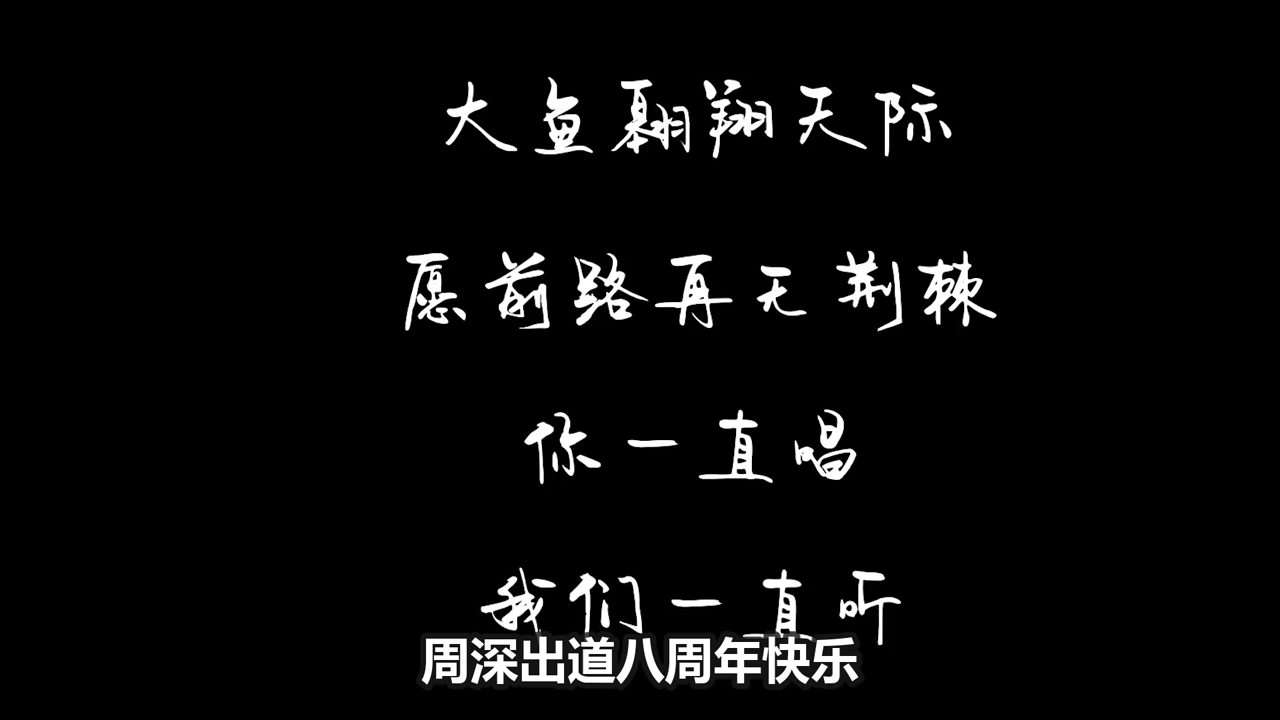 大鱼翱翔天际
愿前路再无荆棘
你一直唱
我们一直听
周深出道八周年快乐